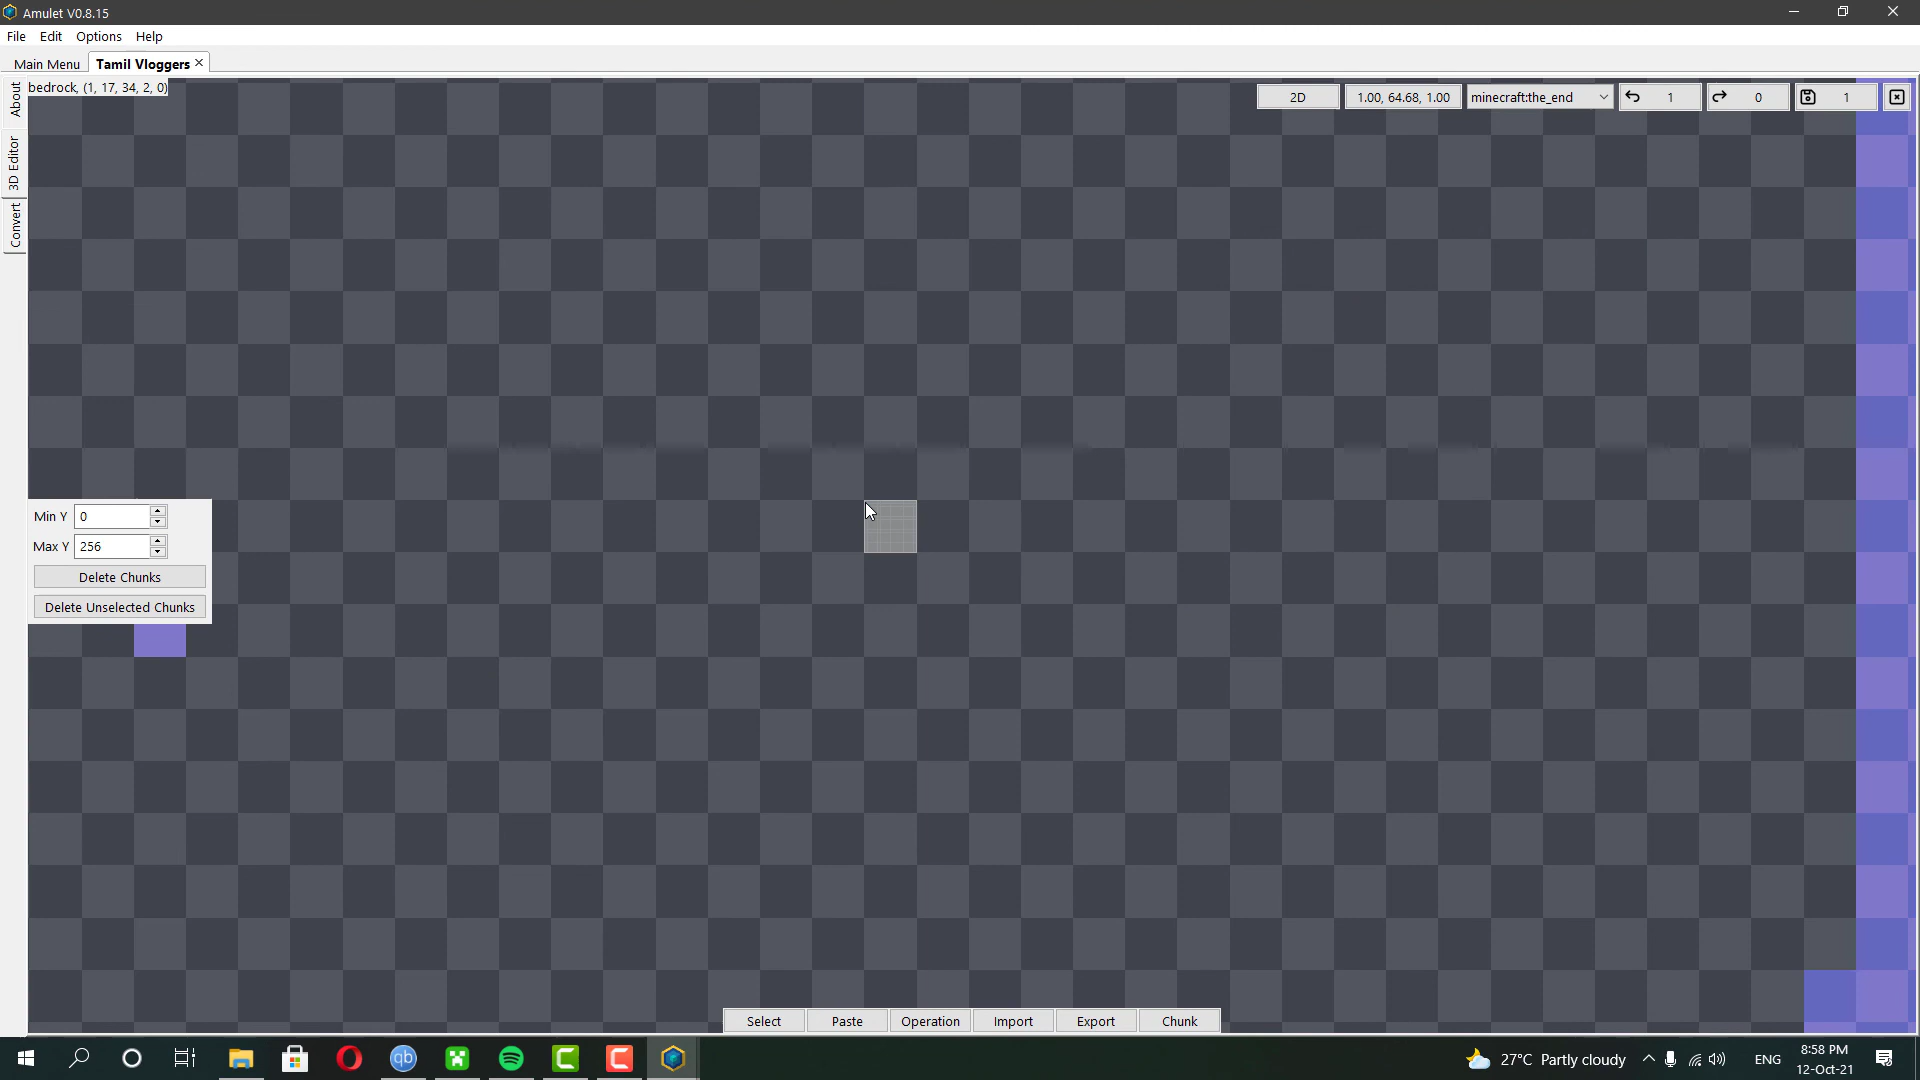 Amulet V0.8.15
File Edit Options Help
Main Menu Tamil Vloggers
About
3D Editor
Convert
bedrock, (1, 17, 34, 2, 0)
2D 1.00, 64.68, 1.00 minecraft:the_end 1 0 1
Min Y 0
Max Y 256
Delete Chunks
Delete Unselected Chunks
Select Paste Operation Import Export Chunk
qb
27°C Partly cloudy ENG 8:58 PM
12-Oct-21